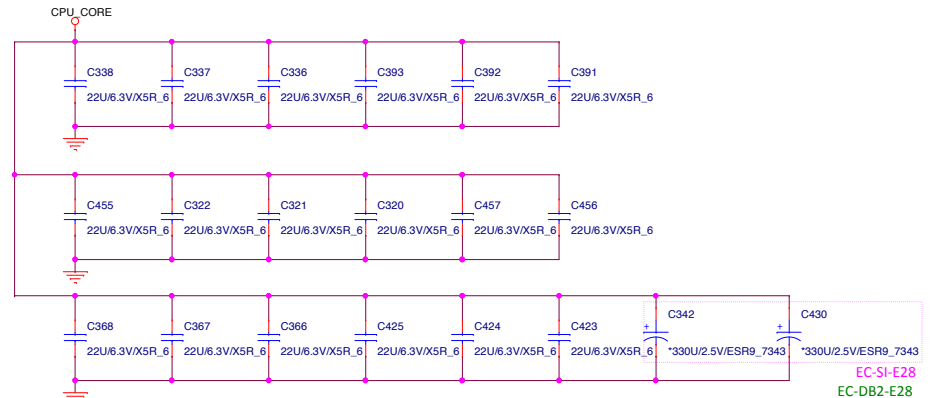 CPU_CORE
C338 C337 C336 C393 C392 C391
22U/6.3V/X5R_6 22U/6.3V/X5R_6 22U/6.3V/X5R_6 22U/6.3V/X5R_6 22U/6.3V/X5R_6 22U/6.3V/X5R_6
C455 C322 C321 C320 C457 C456
22U/6.3V/X5R_6 22U/6.3V/X5R_6 22U/6.3V/X5R_6 22U/6.3V/X5R_6 22U/6.3V/X5R_6 22U/6.3V/X5R_6
C368 C367 C366 C425 C424 C423 C342 C430
+ +
22U/6.3V/X5R_6 22U/6.3V/X5R_6 22U/6.3V/X5R_6 22U/6.3V/X5R_6 22U/6.3V/X5R_6 22U/6.3V/X5R_6 *330U/2.5V/ESR9_7343 *330U/2.5V/ESR9_7343
EC-SI-E28
EC-DB2-E28